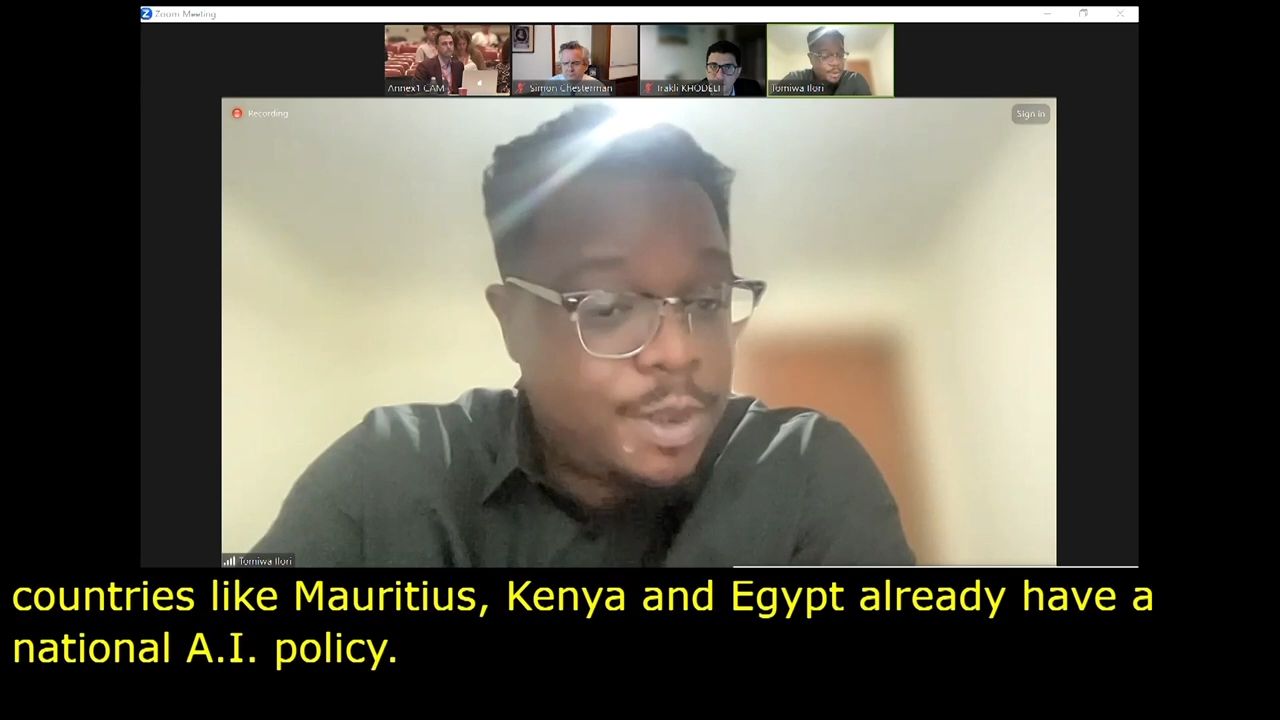 Zoom Meeting
Annex1 CAM
Simon Chesterman
Irakli KHODELI
Tomiwa Ilori
Recording
Sign in
Tomiwa Ilori
countries like Mauritius, Kenya and Egypt already have a
national A.I. policy.